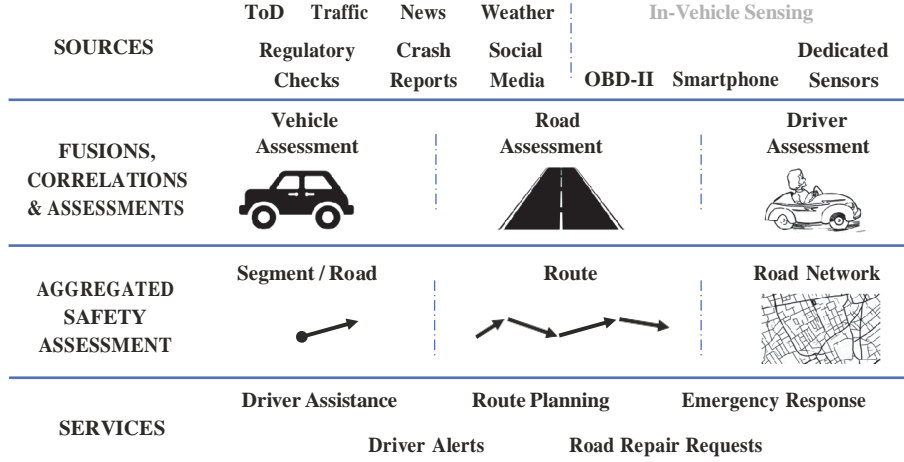 ToD Traffic News Weather In-Vehicle Sensing
SOURCES
Regulatory Checks
Crash Reports
Social Media
OBD-II Smartphone
Dedicated Sensors
FUSIONS,
CORRELATIONS
& ASSESSMENTS
Vehicle
Assessment
Road
Assessment
Driver
Assessment
AGGREGATED
SAFETY
ASSESSMENT
Segment / Road
Route
Road Network
SERVICES
Driver Assistance Route Planning Emergency Response
Driver Alerts Road Repair Requests